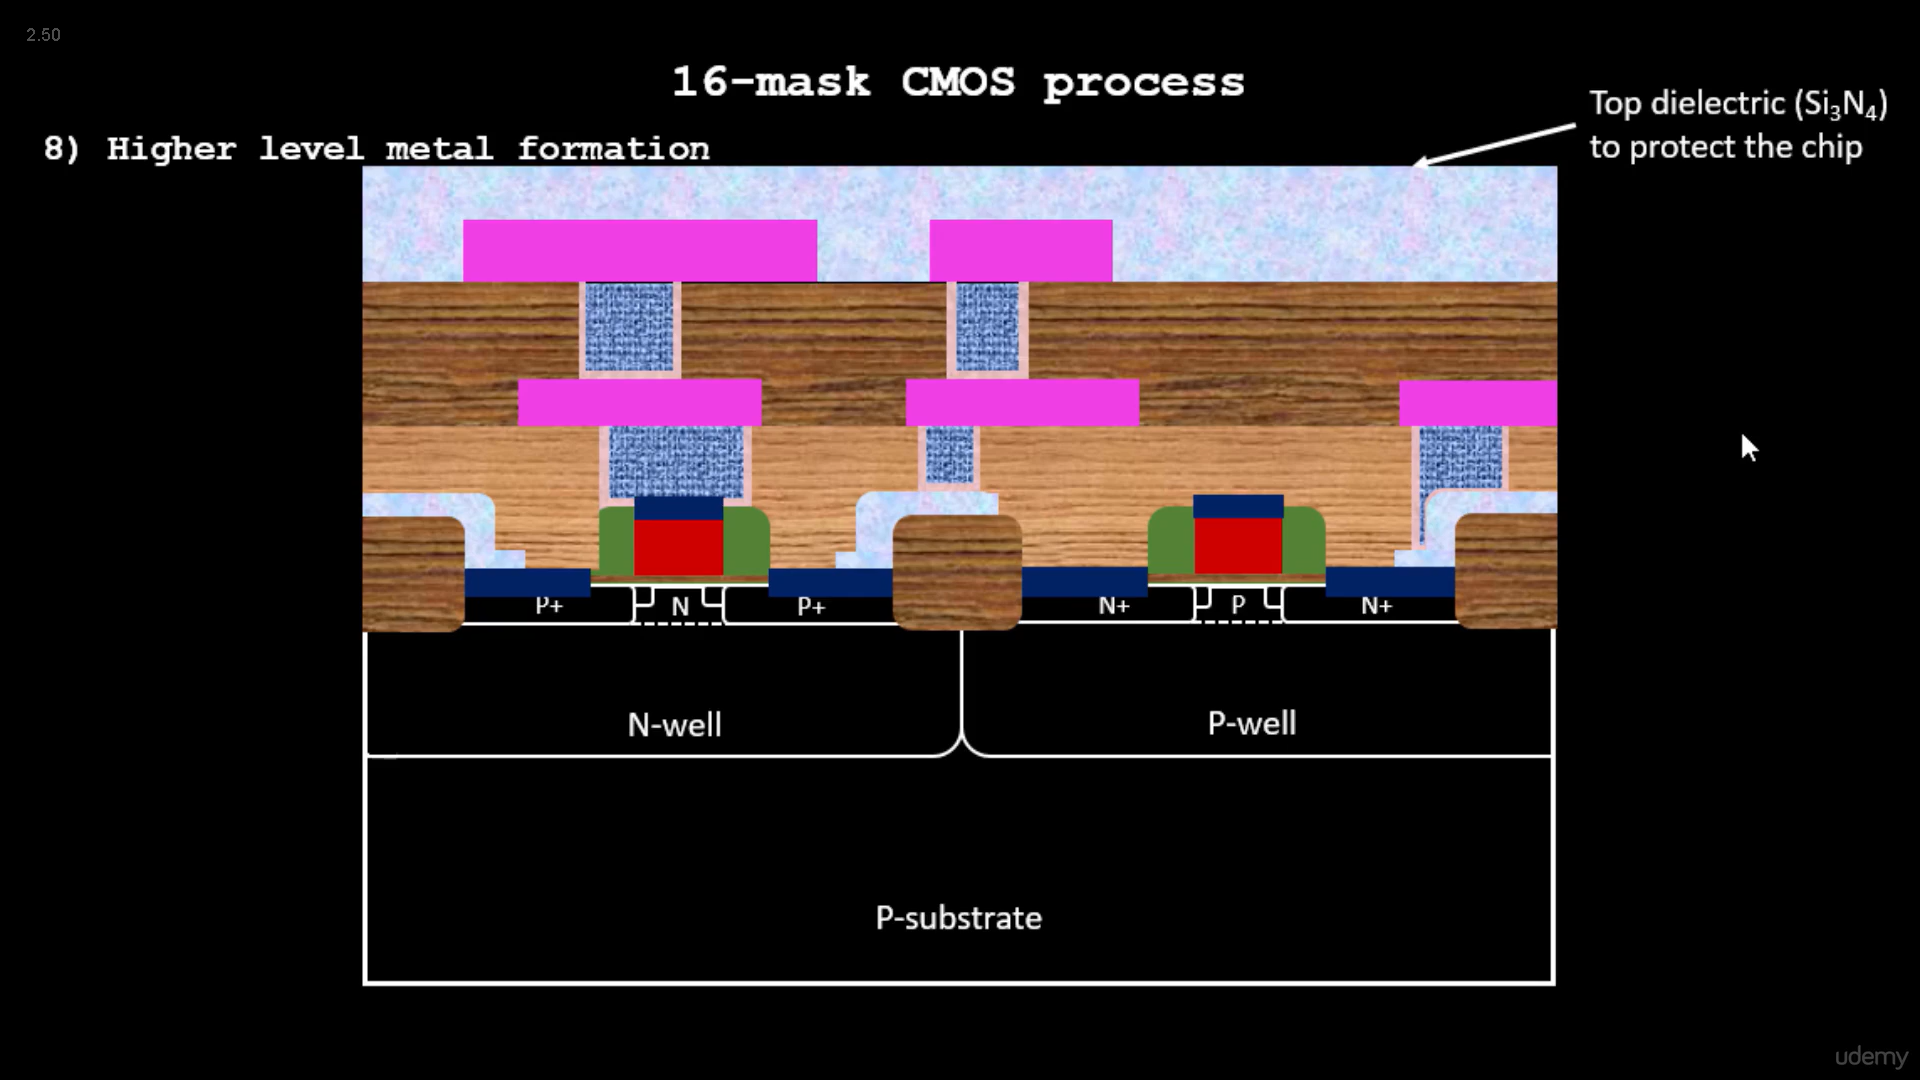 2.50
16-mask CMOS process
8) Higher level metal formation
Top dielectric (Si₃N₄)
to protect the chip
P+ N P+ N+ P N+
N-well P-well
P-substrate
udemy